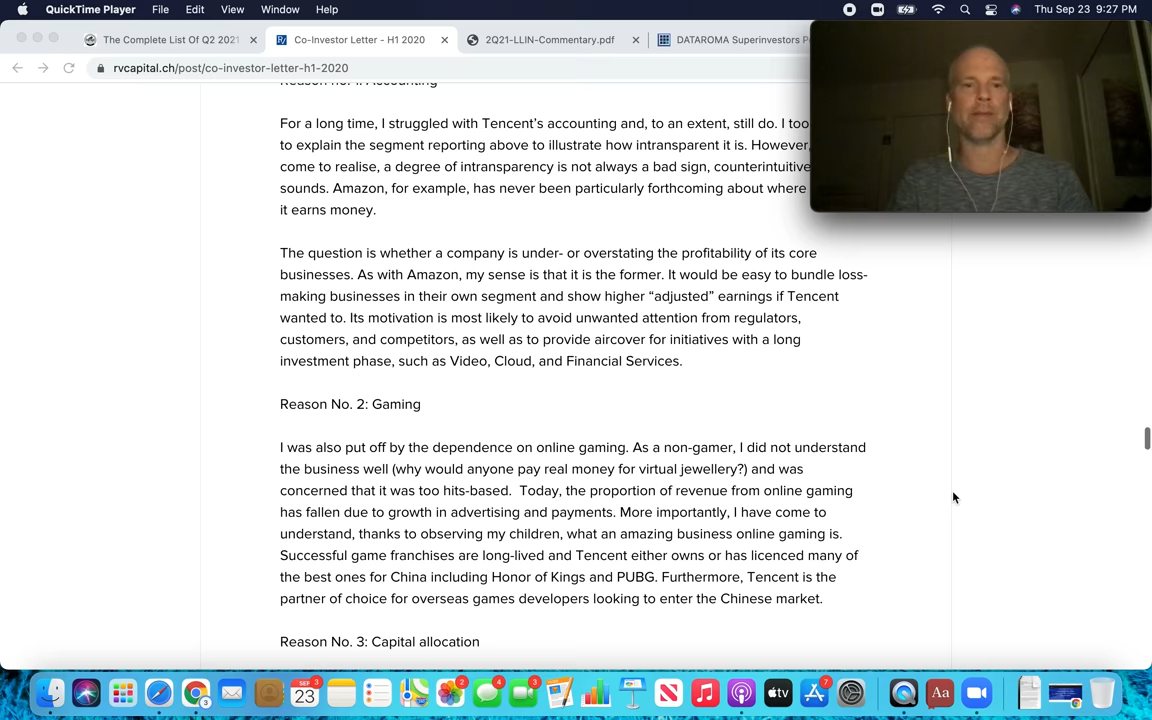 QuickTime Player File Edit View Window Help Thu Sep 23 9:27 PM
The Complete List Of Q2 2021 Co-Investor Letter - H1 2020 2Q21-LLIN-Commentary.pdf DATAROMA Superinvestors
rvcapital.ch/post/co-investor-letter-h1-2020
For a long time, I struggled with Tencent’s accounting and, to an extent, still do. I
to explain the segment reporting above to illustrate how intransparent it is. However,
come to realise, a degree of intransparency is not always a bad sign, counterintuitive
sounds. Amazon, for example, has never been particularly forthcoming about where
it earns money.
The question is whether a company is under- or overstating the profitability of its core
businesses. As with Amazon, my sense is that it is the former. It would be easy to bundle loss-
making businesses in their own segment and show higher “adjusted” earnings if Tencent
wanted to. Its motivation is most likely to avoid unwanted attention from regulators,
customers, and competitors, as well as to provide aircover for initiatives with a long
investment phase, such as Video, Cloud, and Financial Services.
Reason No. 2: Gaming
I was also put off by the dependence on online gaming. As a non-gamer, I did not understand
the business well (why would anyone pay real money for virtual jewellery?) and was
concerned that it was too hits-based. Today, the proportion of revenue from online gaming
has fallen due to growth in advertising and payments. More importantly, I have come to
understand, thanks to observing my children, what an amazing business online gaming is.
Successful game franchises are long-lived and Tencent either owns or has licenced many of
the best ones for China including Honor of Kings and PUBG. Furthermore, Tencent is the
partner of choice for overseas games developers looking to enter the Chinese market.
Reason No. 3: Capital allocation
3 SEP 3 23 2 4 3 tv 7 Aa